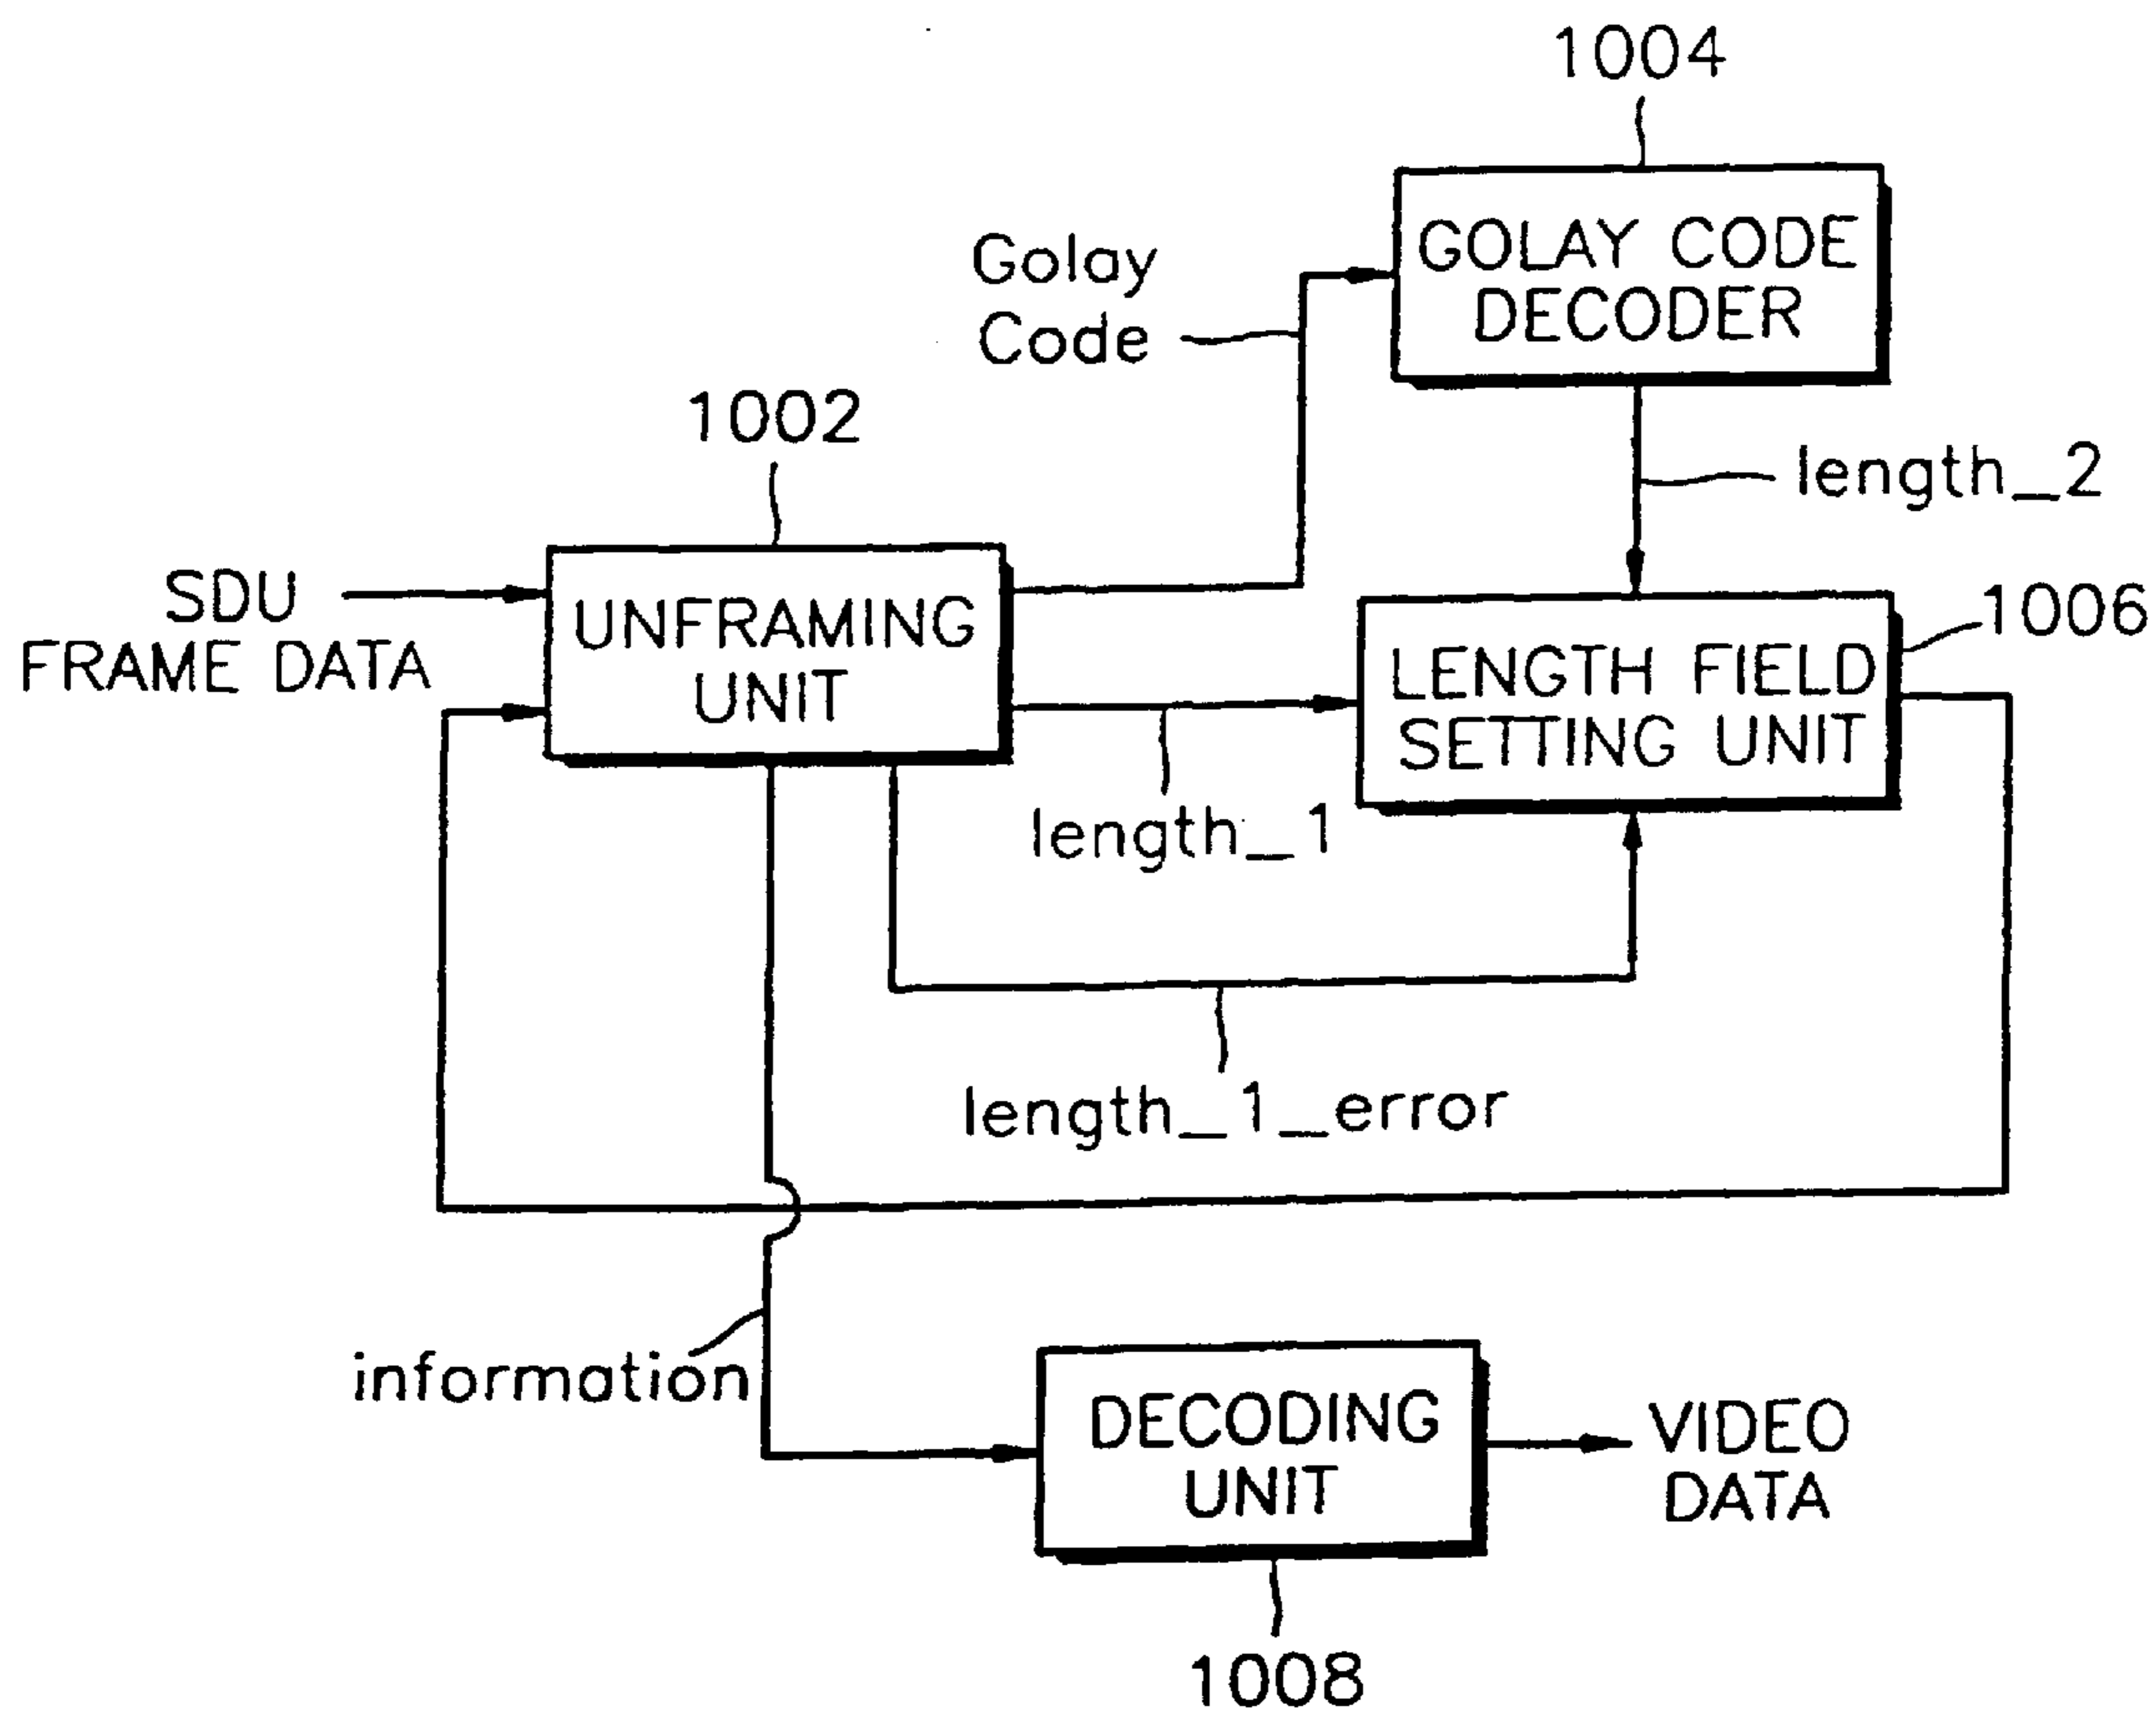 1004
GOLAY CODE
DECODER
Golay
Code
length_2
1002
SDU
FRAME DATA
UNFRAMING
UNIT
1006
LENGTH FIELD
SETTING UNIT
length_1
length_1_error
information
DECODING
UNIT
VIDEO
DATA
1008